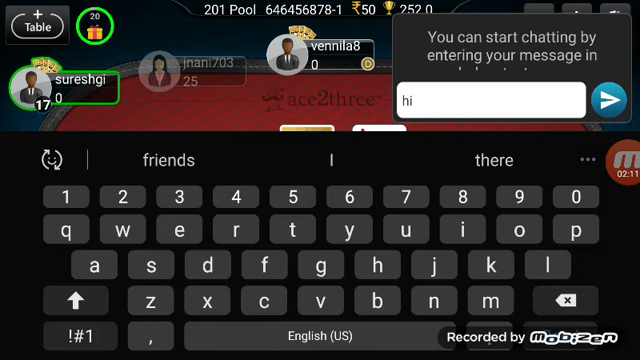 +
Table
20
201 Pool 646456878-1 ₹50 252.0
You can start chatting by
entering your message in
hi
vennila8
0
D
jnani703
25
sureshgi
0
17
ace2three
02:11
friends I there ...
1 2 3 4 5 6 7 8 9 0
q w e r t y u i o p
a s d f g h j k l
z x c v b n m
!#1 , English (US)
Recorded by MOBIZEN